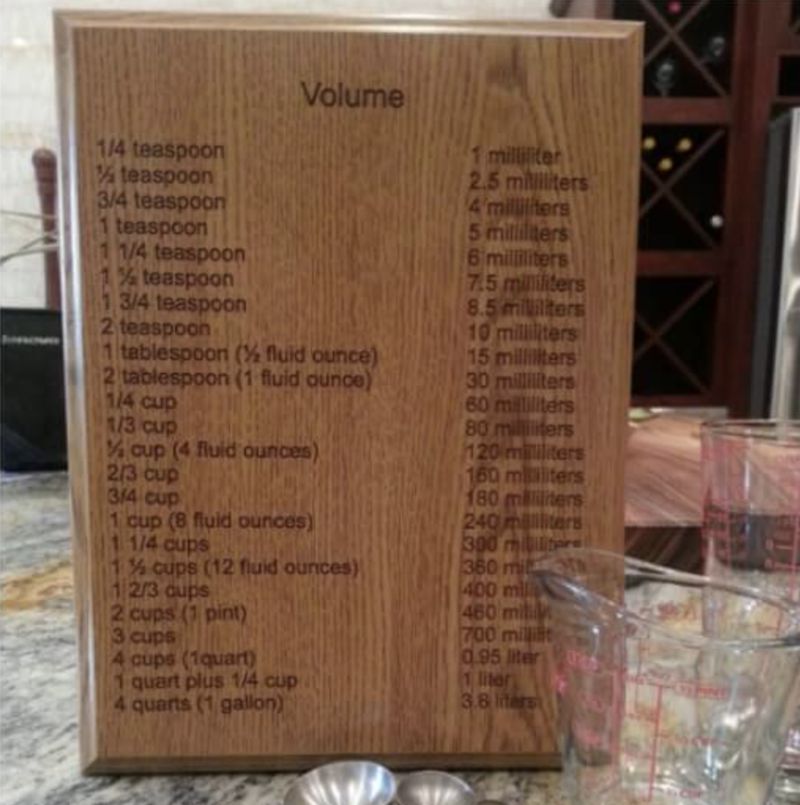 Volume
1/4 teaspoon 1 milliliter
½ teaspoon 2.5 milliliters
3/4 teaspoon 4 milliliters
1 teaspoon 5 milliliters
1 1/4 teaspoon 6 milliliters
1 ½ teaspoon 7.5 milliliters
1 3/4 teaspoon 8.5 milliliters
2 teaspoon 10 milliliters
1 tablespoon (½ fluid ounce) 15 milliliters
2 tablespoon (1 fluid ounce) 30 milliliters
1/4 cup 60 milliliters
1/3 cup 80 milliliters
½ cup (4 fluid ounces) 120 milliliters
2/3 cup 160 milliliters
3/4 cup 180 milliliters
1 cup (8 fluid ounces) 240 milliliters
1 1/4 cups 300 milliliters
1 ½ cups (12 fluid ounces) 360
1 2/3 cups 400
2 cups (1 pint) 460
3 cups 700
4 cups (1quart) 0.95 liter
1 quart plus 1/4 cup 1 liter
4 quarts (1 gallon) 3.8 liters